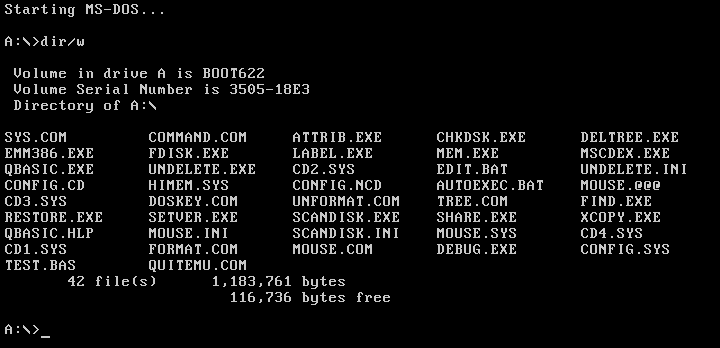 Starting MS-DOS...
A:\>dir/w
Volume in drive A is BOOT622
Volume Serial Number is 3505-18E3
Directory of A:\
SYS.COM COMMAND.COM ATTRIB.EXE CHKDSK.EXE DELTREE.EXE
EMM386.EXE FDISK.EXE LABEL.EXE MEM.EXE MSCDEX.EXE
QBASIC.EXE UNDELETE.EXE CD2.SYS EDIT.BAT UNDELETE.INI
CONFIG.CD HIMEM.SYS CONFIG.NCD AUTOEXEC.BAT MOUSE.@@@
CD3.SYS DOSKEY.COM UNFORMAT.COM TREE.COM FIND.EXE
RESTORE.EXE SETVER.EXE SCANDISK.EXE SHARE.EXE XCOPY.EXE
QBASIC.HLP MOUSE.INI SCANDISK.INI MOUSE.SYS CD4.SYS
CD1.SYS FORMAT.COM MOUSE.COM DEBUG.EXE CONFIG.SYS
TEST.BAS QUITEMU.COM
42 file(s) 1,183,761 bytes
116,736 bytes free
A:\>_